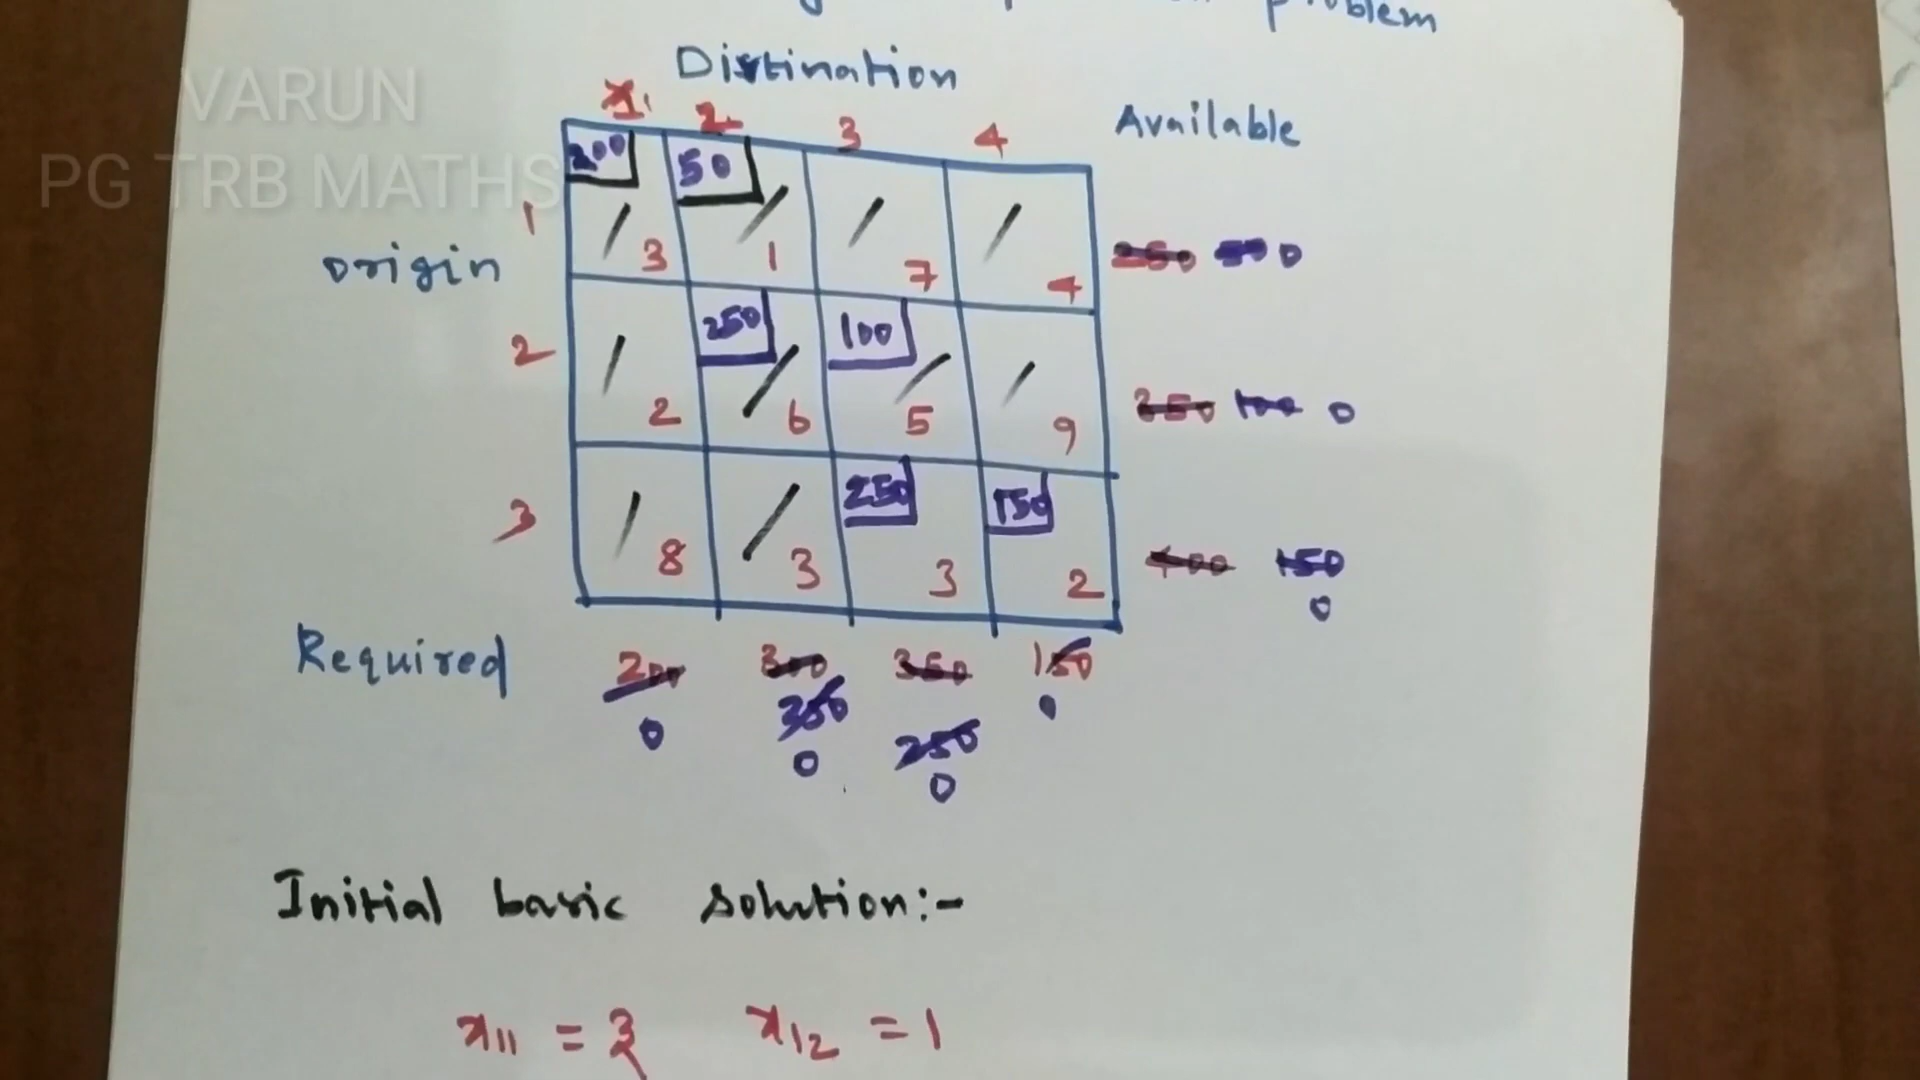 problem
Distination
VARUN
PG TRB MATHS
Available
1 2 3 4
200 50
1 3 1 7 4 250 50 0
origin
250 100
2 2 6 5 9 350 100 0
250 150
3 8 3 3 2 400 150
0
Required 200 300 350 150
0 250 0
0 250
0
Initial basic solution:-
x11 = 3 x12 = 1